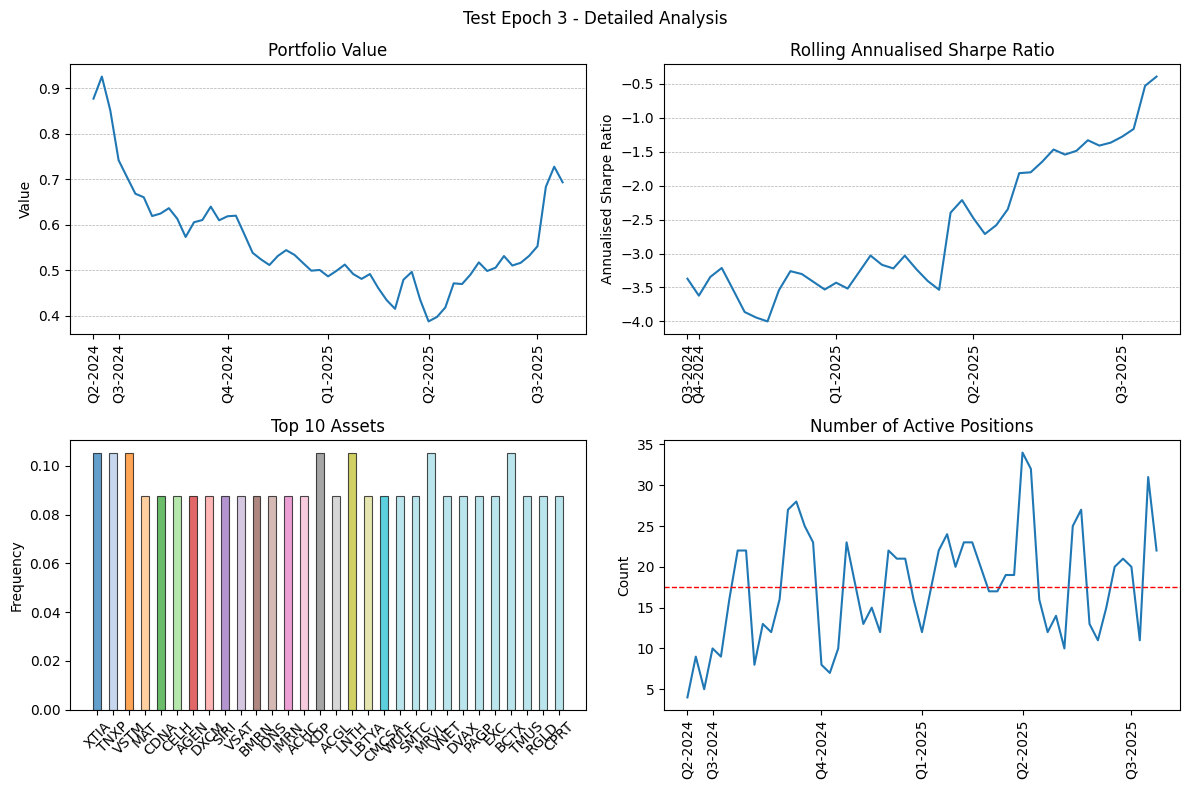 Test Epoch 3 - Detailed Analysis
Portfolio Value
Value
0.9
0.8
0.7
0.6
0.5
0.4
Q2-2024
Q3-2024
Q4-2024
Q1-2025
Q2-2025
Q3-2025
Rolling Annualised Sharpe Ratio
Annualised Sharpe Ratio
−0.5
−1.0
−1.5
−2.0
−2.5
−3.0
−3.5
−4.0
Q3-2024
Q4-2024
Q1-2025
Q2-2025
Q3-2025
Top 10 Assets
Frequency
0.10
0.08
0.06
0.04
0.02
0.00
XTIA
TNXP
VSTM
MAT
CDNA
CELH
AGEN
DXCM
SIRI
VSAT
BMRN
IONS
IMRN
ACHC
KDP
ACGL
LNTH
LBTYA
CMCSA
WULF
SMTC
MRVL
VNET
DVAX
PAGP
EXC
BCTX
TMUS
RGLD
CPRT
Number of Active Positions
Count
35
30
25
20
15
10
5
Q2-2024
Q3-2024
Q4-2024
Q1-2025
Q2-2025
Q3-2025